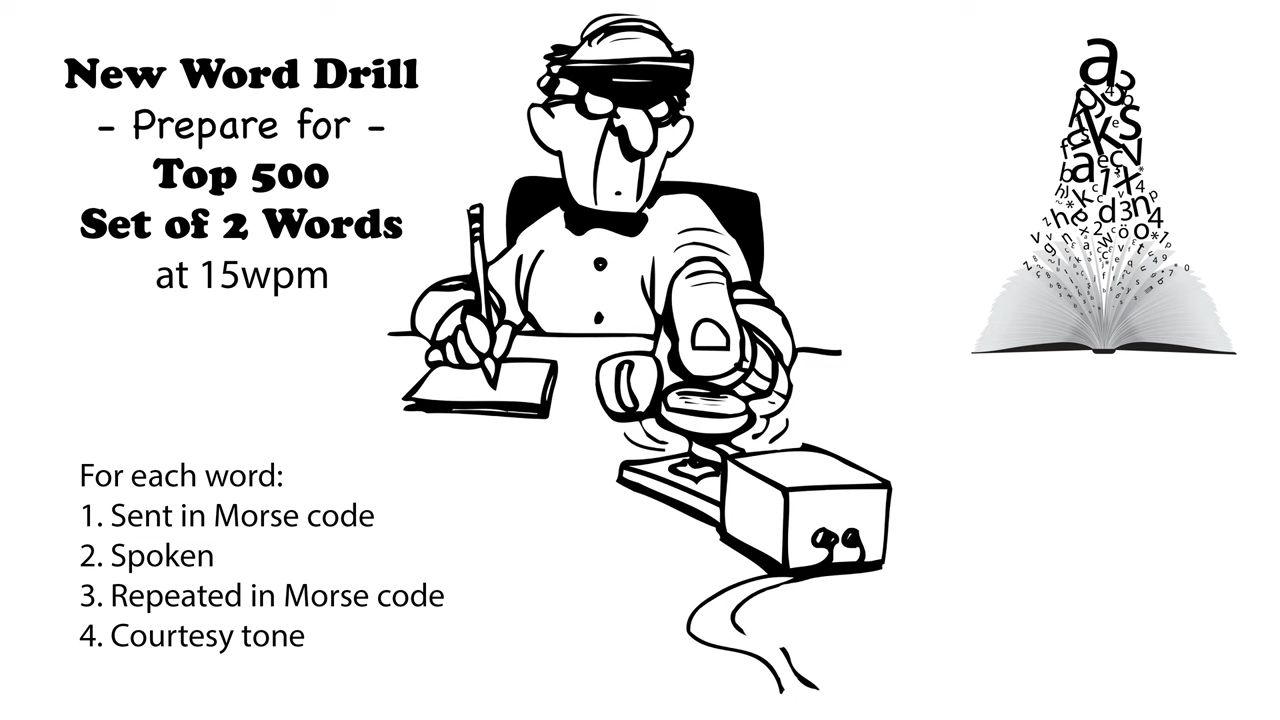 New Word Drill
- Prepare for -
Top 500
Set of 2 Words
at 15wpm
For each word:
1. Sent in Morse code
2. Spoken
3. Repeated in Morse code
4. Courtesy tone